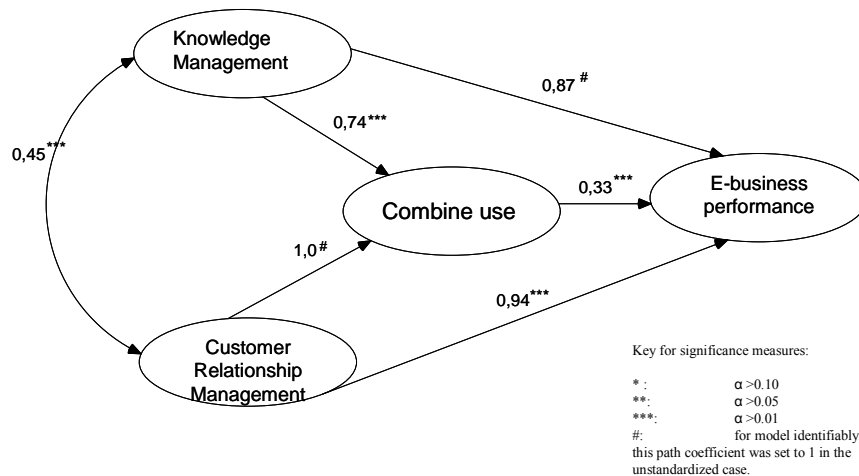 Knowledge
Management
0,87 #
0,74 ***
0,45 ***
E-business
performance
0,33 ***
Combine use
1,0 #
0,94 ***
Customer
Relationship
Management
Key for significance measures:
* : α >0.10
**: α >0.05
***: α >0.01
#: for model identifiably
this path coefficient was set to 1 in the
unstandardized case.